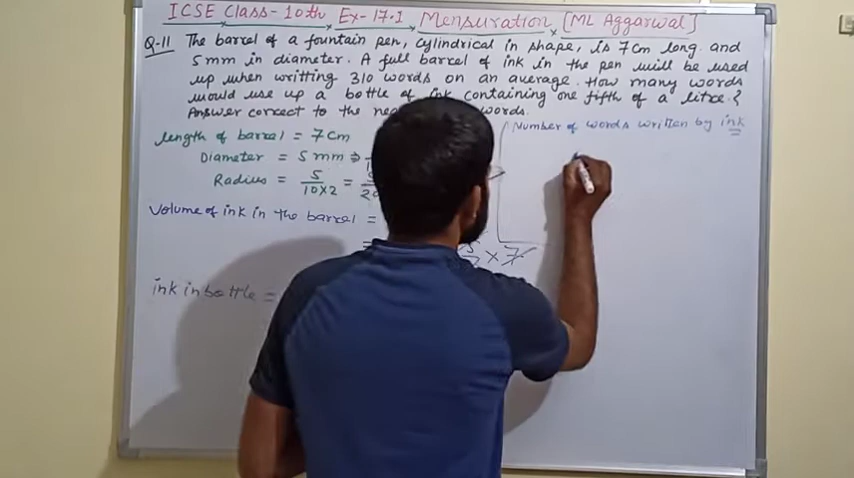 ICSE Class-10th Ex-17.1 Mensuration [ML Aggarwal]
Q-11 The barrel of a fountain pen, cylindrical in shape, is 7cm long and
5mm in diameter. A full barrel of ink in the pen will be used
up when writting 310 words on an average. How many words
would use up a bottle of ink containing one fifth of a litre?
Answer correct to the words.
length of barrel = 7cm
Diameter = 5mm ⇒
Radius = 5/10×2 =
Volume of ink in the barrel =
× 7
ink in bottle =
Number of words written by ink